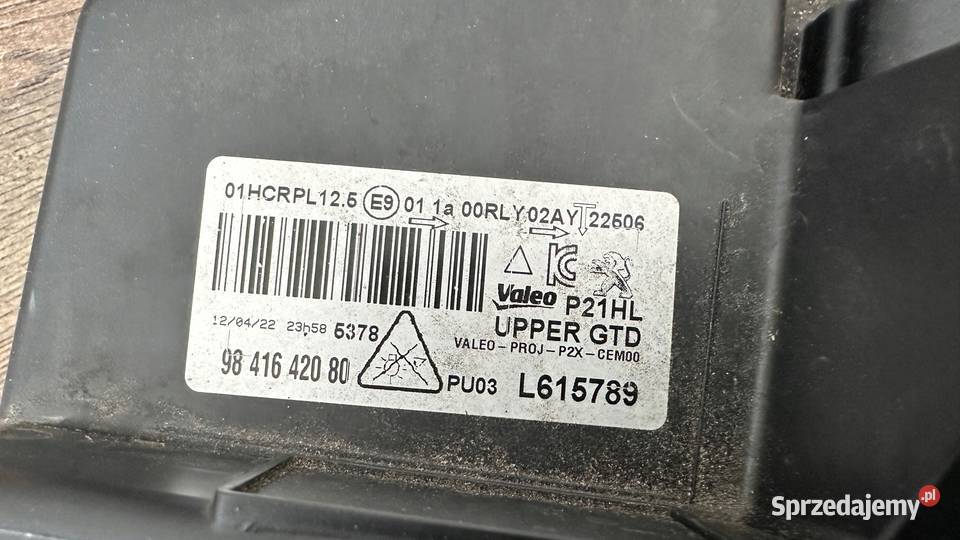 01HCRPL12.5 E9 01 1a 00RLY02AY 22506
Valeo P21HL
UPPER GTD
12/04/22 23h58 5378
VALEO-PROJ-P2X-CEM00
98 416 420 80 PU03 L615789
Sprzedajemy.pl